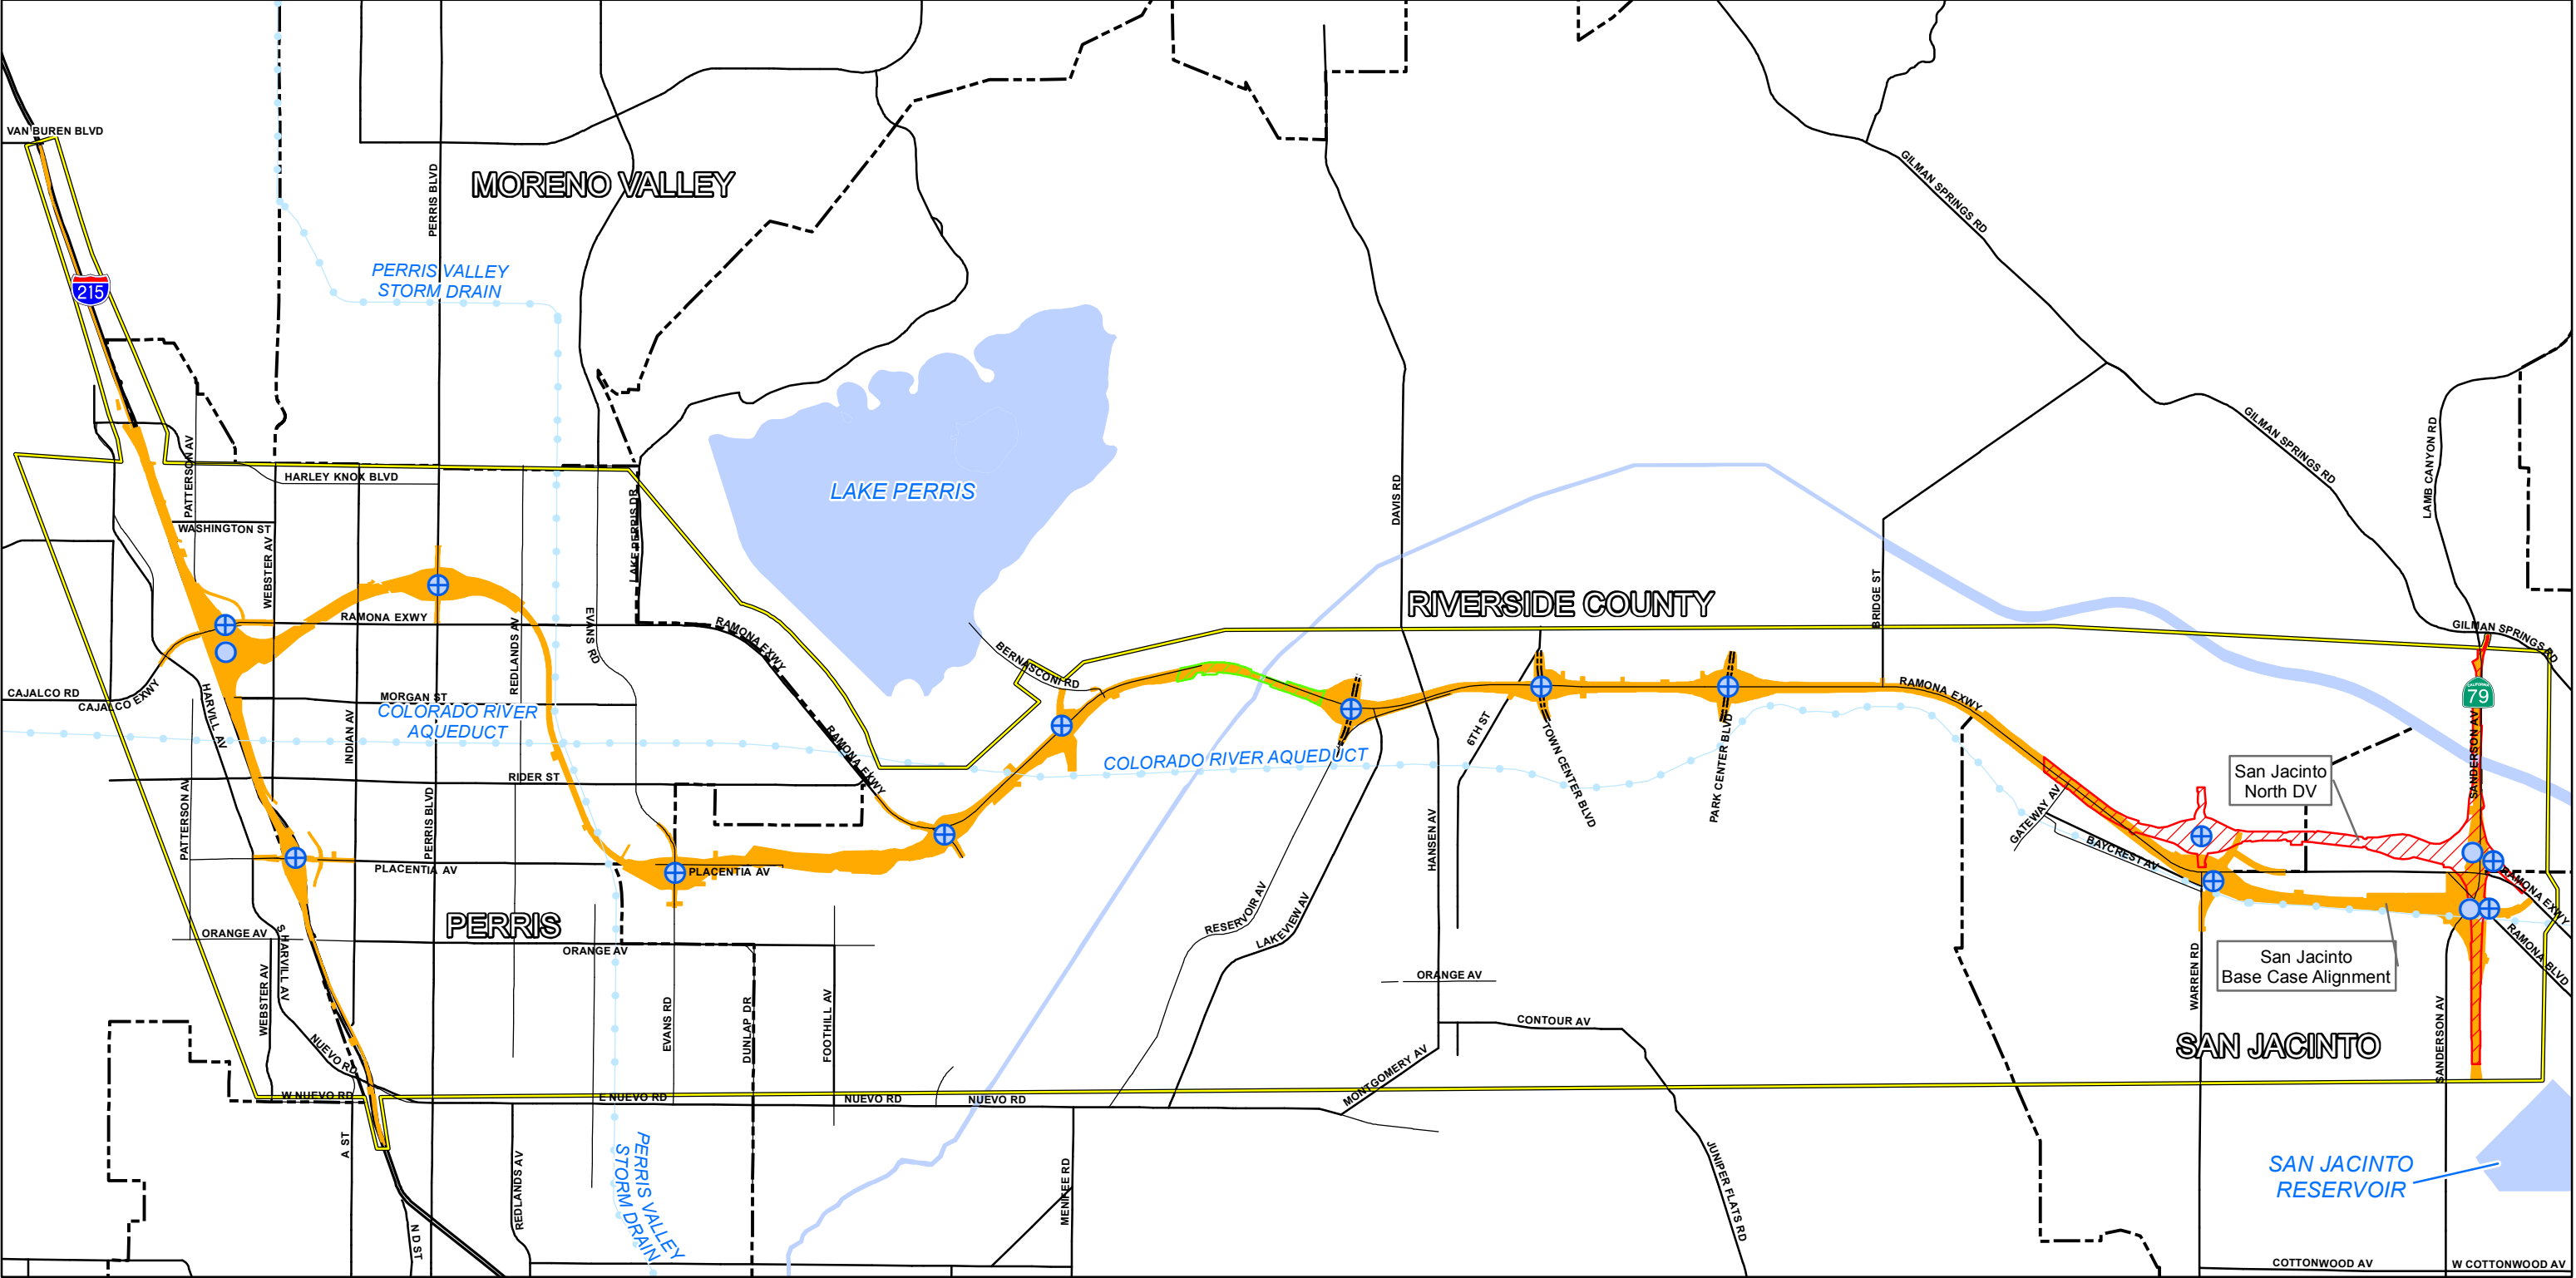 VAN BUREN BLVD
PERRIS BLVD
MORENO VALLEY
GILMAN SPRINGS RD
PERRIS VALLEY
STORM DRAIN
215
GILMAN SPRINGS RD
LAMB CANYON RD
PATTERSON AV
HARLEY KNOX BLVD
LAKE PERRIS
LAKE PERRIS DR
DAVIS RD
WASHINGTON ST
WEBSTER AV
BRIDGE ST
RIVERSIDE COUNTY
RAMONA EXWY
REDLANDS AV
EVANS RD
RAMONA EXWY
BERNASCONI RD
GILMAN SPRINGS RD
CAJALCO RD
CAJALCO EXWY
HARVILL AV
MORGAN ST
COLORADO RIVER
AQUEDUCT
INDIAN AV
RAMONA EXWY
COLORADO RIVER AQUEDUCT
6TH ST
TOWN CENTER BLVD
PARK CENTER BLVD
RAMONA EXWY
CALIFORNIA
79
SANDERSON AV
San Jacinto
North DV
RIDER ST
PATTERSON AV
PERRIS BLVD
HANSEN AV
GATEWAY AV
BAYCREST AV
PLACENTIA AV
PLACENTIA AV
RAMONA EXWY
RAMONA BLVD
PERRIS
RESERVOIR AV
LAKEVIEW AV
ORANGE AV
ORANGE AV
ORANGE AV
S HARVILL AV
WEBSTER AV
San Jacinto
Base Case Alignment
WARREN RD
SANDERSON AV
EVANS RD
DUNLAP DR
FOOTHILL AV
CONTOUR AV
SAN JACINTO
NUEVO RD
MONTGOMERY AV
W NUEVO RD
E NUEVO RD
NUEVO RD
NUEVO RD
A ST
PERRIS VALLEY
STORM DRAIN
REDLANDS AV
MENIFEE RD
JUNIPER FLATS RD
SAN JACINTO
RESERVOIR
N D ST
COTTONWOOD AV
W COTTONWOOD AV